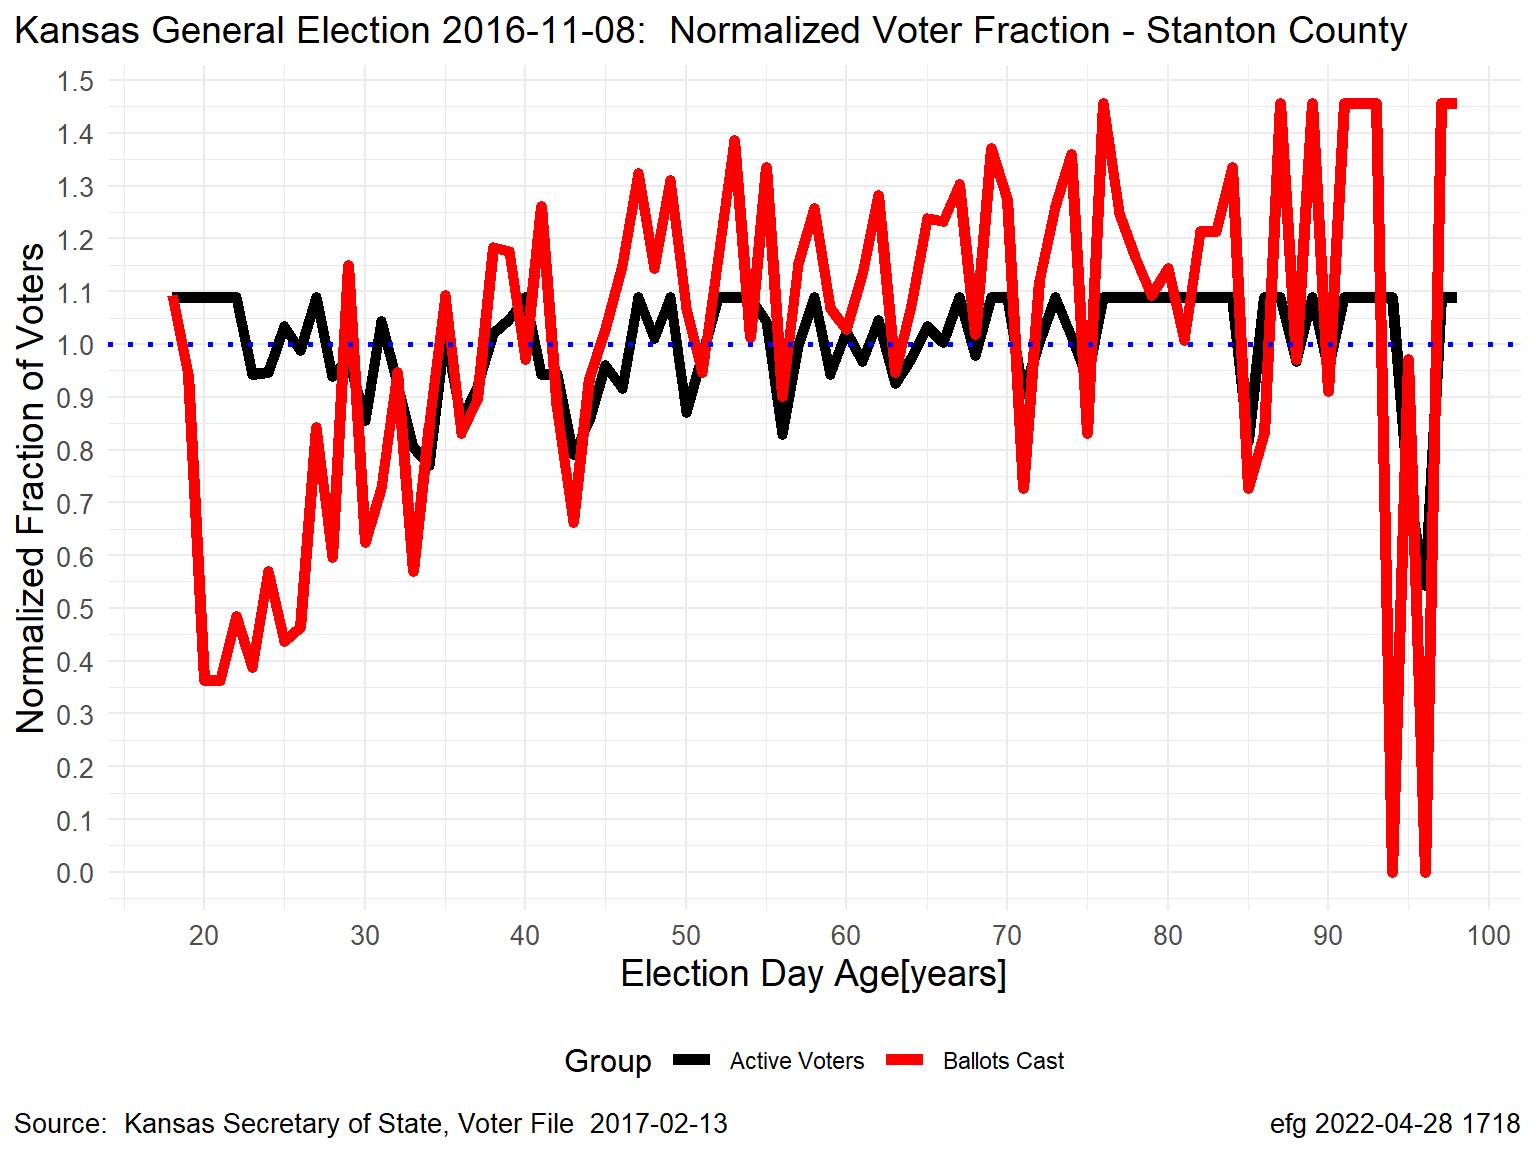 Kansas General Election 2016-11-08:  Normalized Voter Fraction - Stanton County
Normalized Fraction of Voters
1.5
1.4
1.3
1.2
1.1
1.0
0.9
0.8
0.7
0.6
0.5
0.4
0.3
0.2
0.1
0.0
20 30 40 50 60 70 80 90 100
Election Day Age[years]
Group Active Voters Ballots Cast
Source:  Kansas Secretary of State, Voter File  2017-02-13
efg 2022-04-28 1718